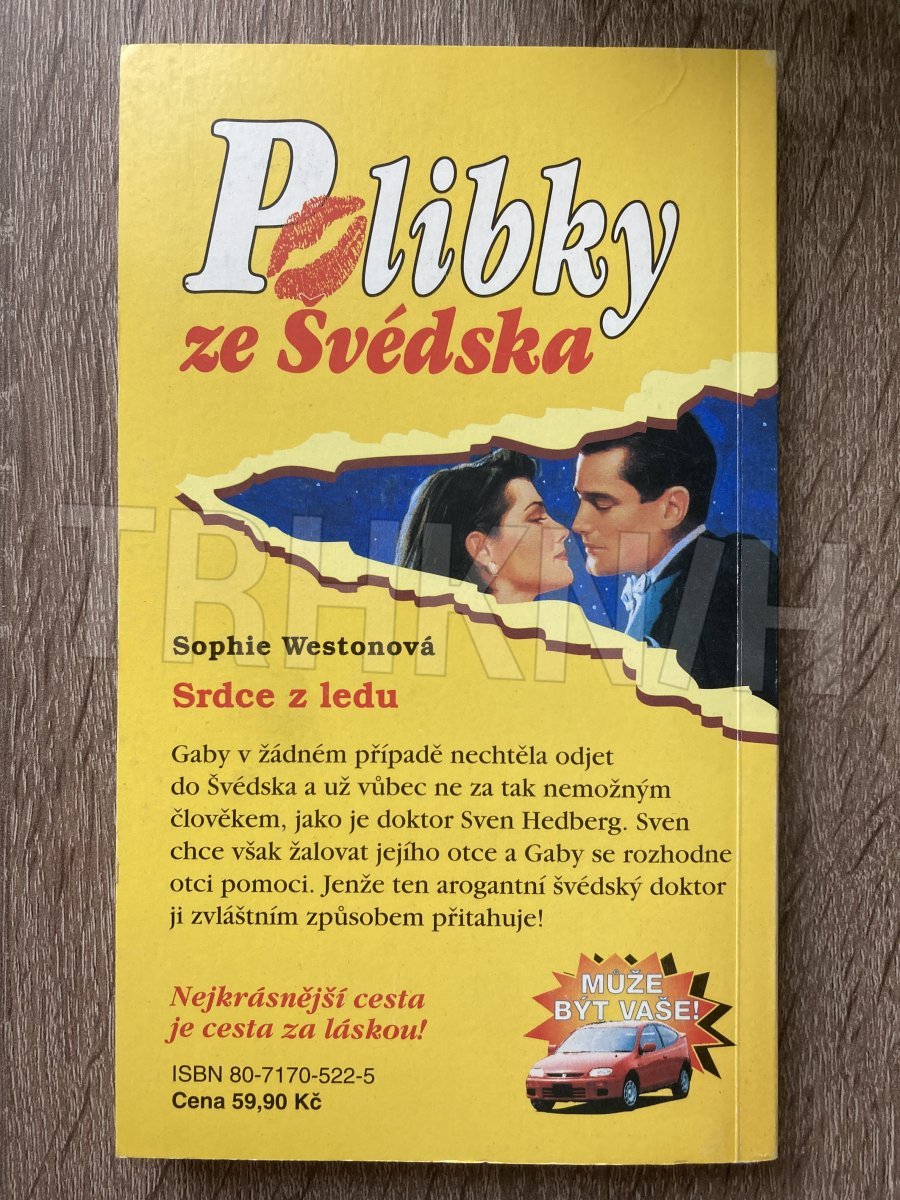 Polibky
ze Švédska
TRHKNIH
Sophie Westonová
Srdce z ledu
Gaby v žádném případě nechtěla odjet
do Švédska a už vůbec ne za tak nemožným
člověkem, jako je doktor Sven Hedberg. Sven
chce však žalovat jejího otce a Gaby se rozhodne
otci pomoci. Jenže ten arogantní švédský doktor
ji zvláštním způsobem přitahuje!
Nejkrásnější cesta
je cesta za láskou!
MŮŽE
BÝT VAŠE!
ISBN 80-7170-522-5
Cena 59,90 Kč